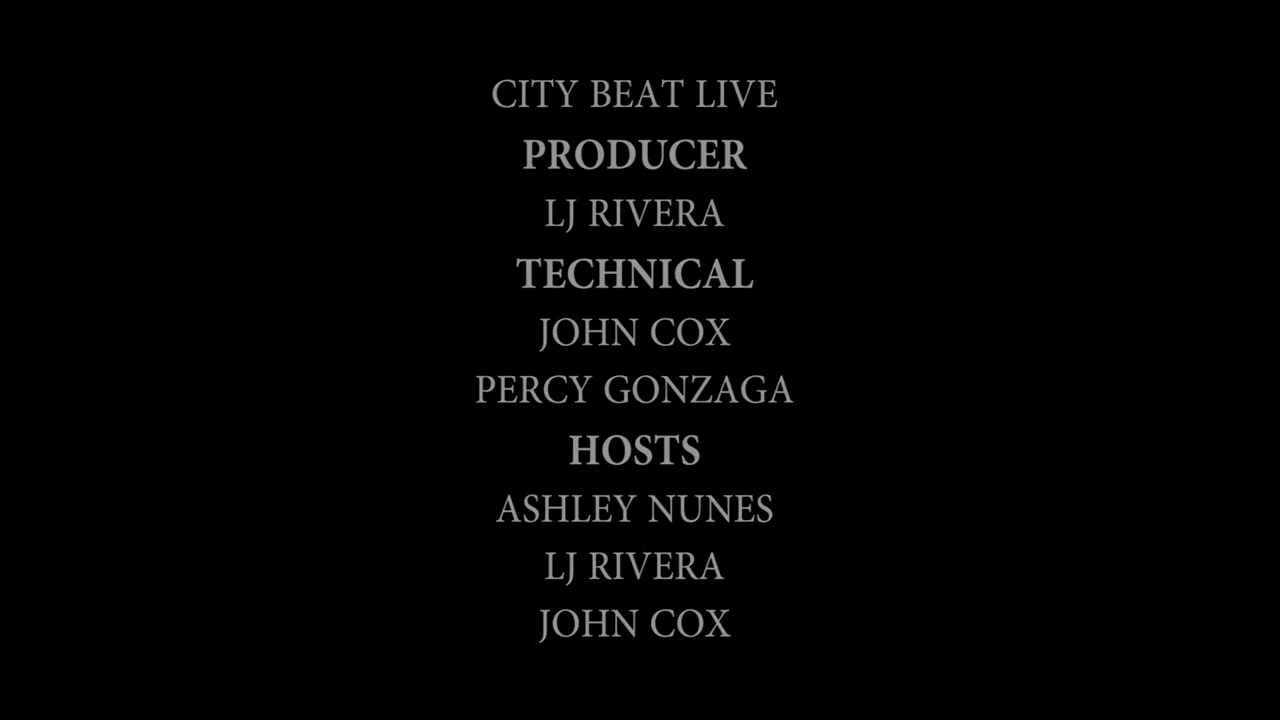 CITY BEAT LIVE
PRODUCER
LJ RIVERA
TECHNICAL
JOHN COX
PERCY GONZAGA
HOSTS
ASHLEY NUNES
LJ RIVERA
JOHN COX